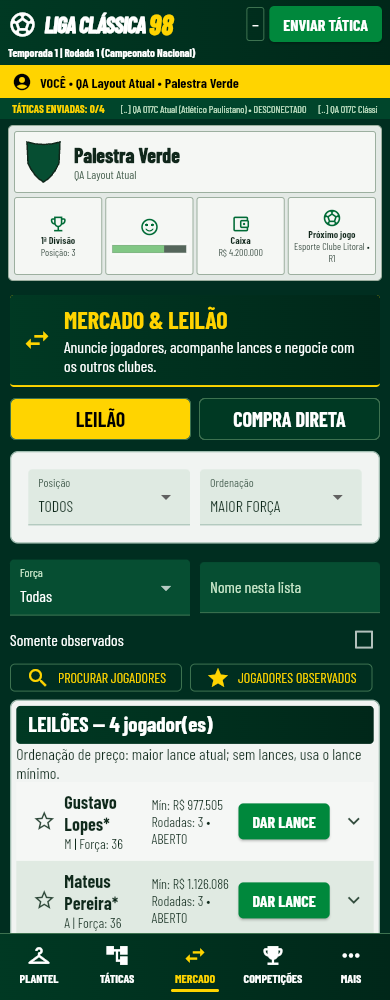 LIGA CLÁSSICA 98
–
ENVIAR TÁTICA
Temporada 1 | Rodada 1 (Campeonato Nacional)
VOCÊ • QA Layout Atual • Palestra Verde
TÁTICAS ENVIADAS: 0/4
[..] QA 017C Atual (Atlético Paulistano) • DESCONECTADO
[..] QA 017C Clássi
Palestra Verde
QA Layout Atual
1ª Divisão
Posição: 3
Caixa
R$ 4.200.000
Próximo jogo
Esporte Clube Litoral •
R1
MERCADO & LEILÃO
Anuncie jogadores, acompanhe lances e negocie com
os outros clubes.
LEILÃO
COMPRA DIRETA
Posição
TODOS
Ordenação
MAIOR FORÇA
Força
Todas
Nome nesta lista
Somente observados
PROCURAR JOGADORES
JOGADORES OBSERVADOS
LEILÕES — 4 jogador(es)
Ordenação de preço: maior lance atual; sem lances, usa o lance
mínimo.
Gustavo
Lopes*
M | Força: 36
Mín: R$ 977.505
Rodadas: 3 •
ABERTO
DAR LANCE
Mateus
Pereira*
A | Força: 36
Mín: R$ 1.126.086
Rodadas: 3 •
ABERTO
DAR LANCE
PLANTEL
TÁTICAS
MERCADO
COMPETIÇÕES
MAIS